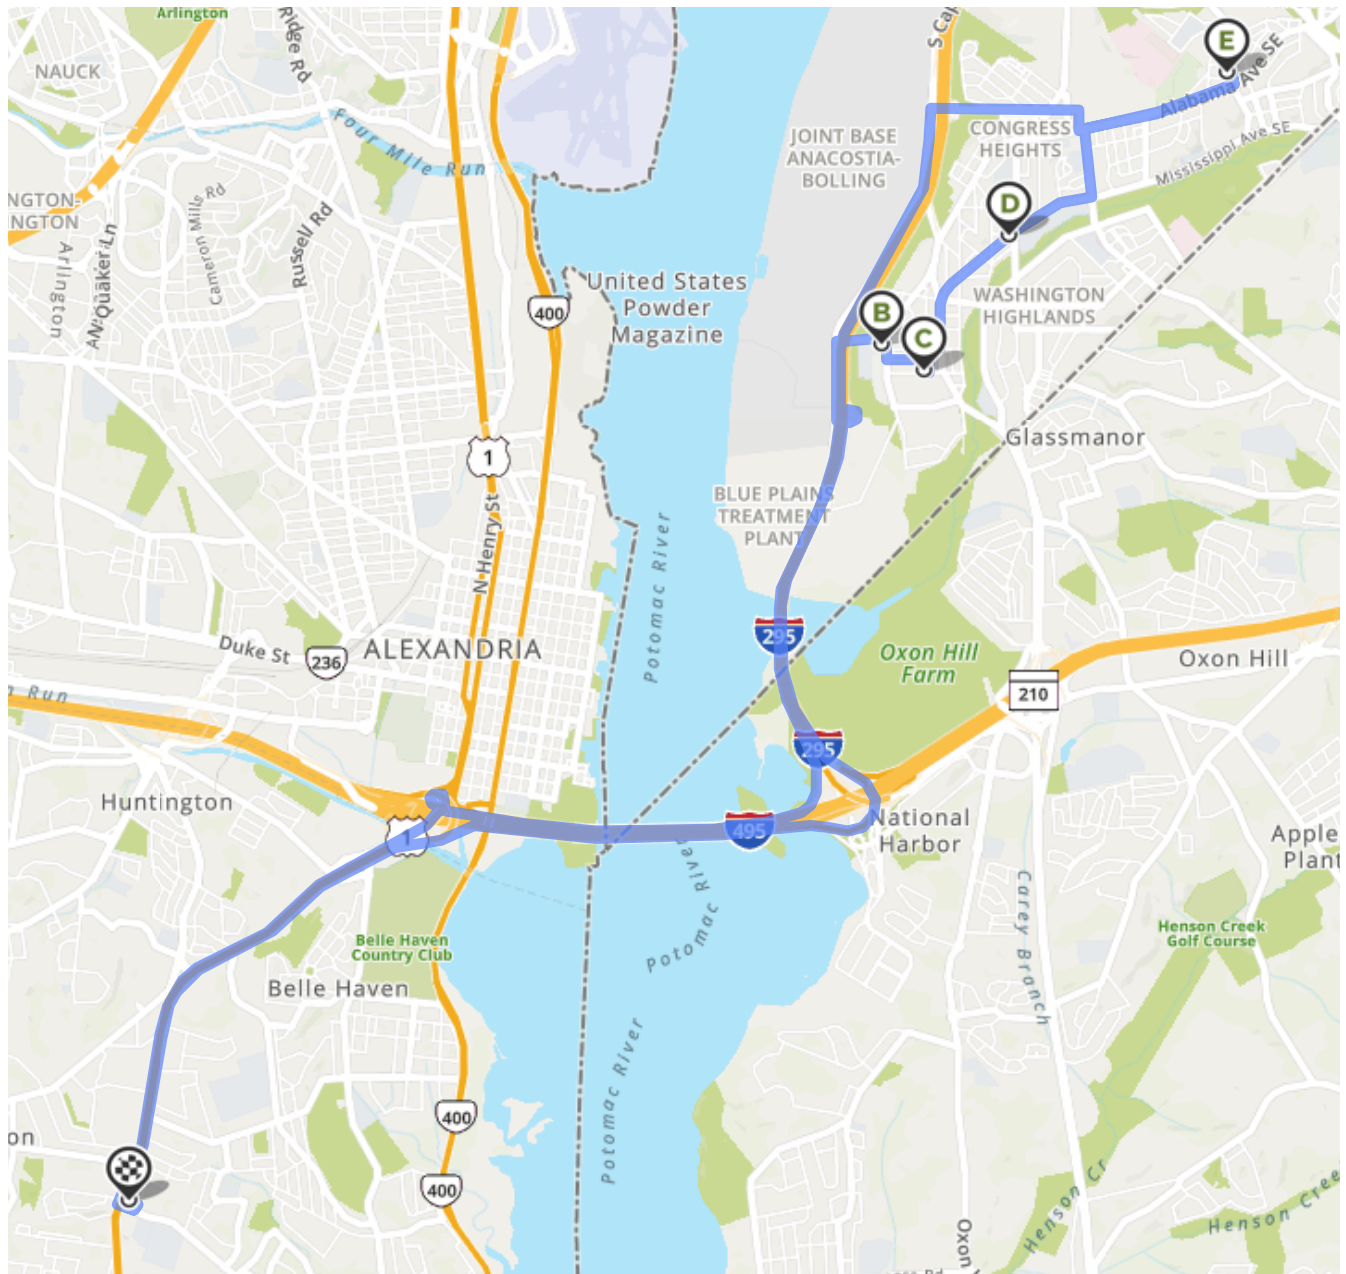 Arlington
Ridge Rd
NAUCK
S Cap
E
Alabama Ave SE
Four Mile Run
JOINT BASE
ANACOSTIA-
BOLLING
CONGRESS
HEIGHTS
Mississippi Ave SE
NGTON-
NGTON
Cameron Mills Rd
Russell Rd
Arlington
N Quaker Ln
D
United States
Powder
Magazine
400
WASHINGTON
HIGHLANDS
B
C
1
Glassmanor
BLUE PLAINS
TREATMENT
PLANT
N Henry St
Potomac River
295
Duke St
236
ALEXANDRIA
Oxon Hill
Farm
Oxon Hill
n Run
210
295
Huntington
1
495
National
Harbor
Apple
Plant
Potomac River
Carey Branch
Belle Haven
Country Club
Henson Creek
Golf Course
Belle Haven
Potomac River
400
on
400
Henson Cr
Henson Cree
Oxon